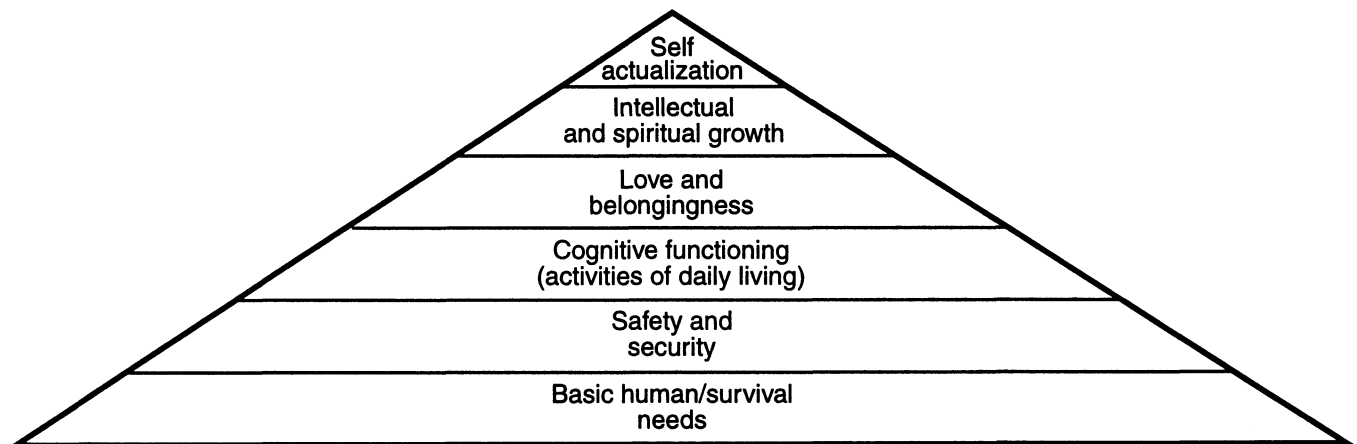 Self
actualization
Intellectual
and spiritual growth
Love and
belongingness
Cognitive functioning
(activities of daily living)
Safety and
security
Basic human/survival
needs